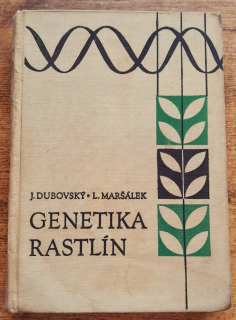 J. DUBOVSKÝ • L. MARŠÁLEK
GENETIKA
RASTLÍN